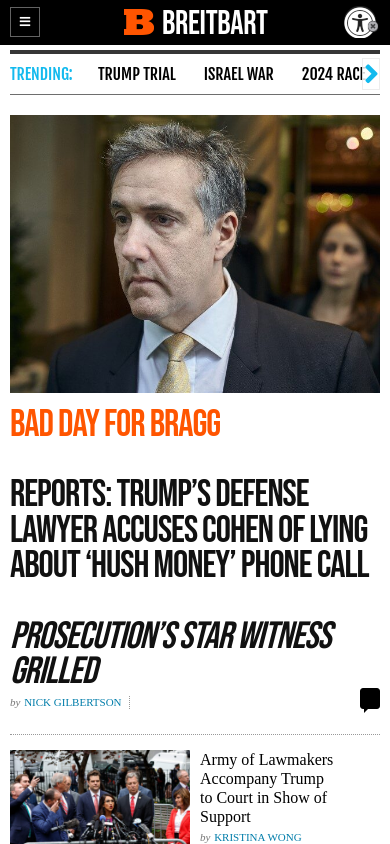 BREITBART
TRENDING:
TRUMP TRIAL
ISRAEL WAR
2024 RACE
BAD DAY FOR BRAGG
REPORTS: TRUMP’S DEFENSE
LAWYER ACCUSES COHEN OF LYING
ABOUT ‘HUSH MONEY’ PHONE CALL
PROSECUTION’S STAR WITNESS
GRILLED
by NICK GILBERTSON
Army of Lawmakers
Accompany Trump
to Court in Show of
Support
by KRISTINA WONG